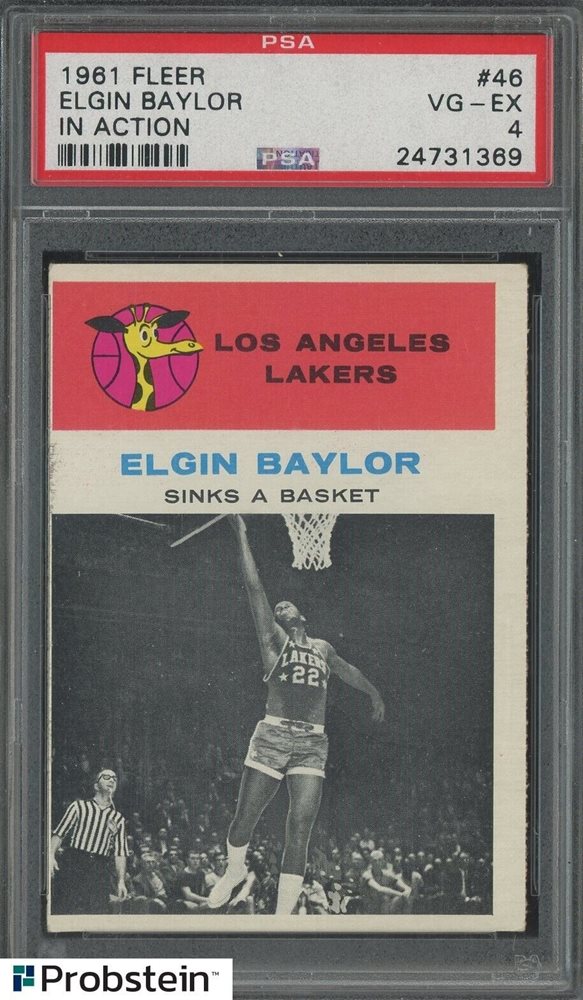 PSA
1961 FLEER #46
ELGIN BAYLOR VG-EX
IN ACTION 4
PSA 24731369
LOS ANGELES
LAKERS
ELGIN BAYLOR
SINKS A BASKET
LAKERS
22
Probstein™